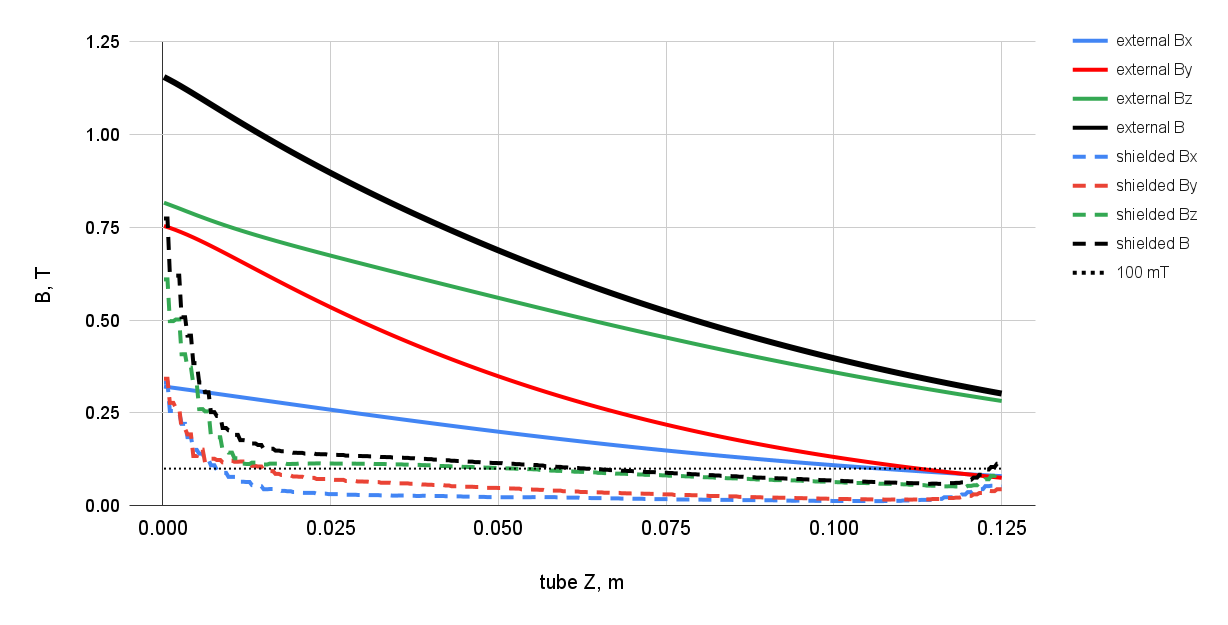 1.25
1.00
0.75
0.50
0.25
0.00
B, T
0.000 0.025 0.050 0.075 0.100 0.125
tube Z, m
external Bx
external By
external Bz
external B
shielded Bx
shielded By
shielded Bz
shielded B
100 mT